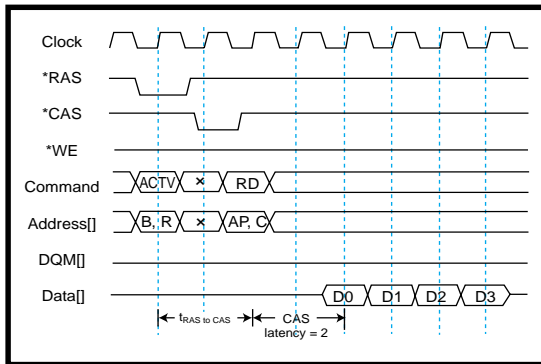 Clock
*RAS
*CAS
*WE
Command ACTV × RD
Address[] B, R × AP, C
DQM[]
Data[] D0 D1 D2 D3
tRAS to CAS CAS
latency = 2